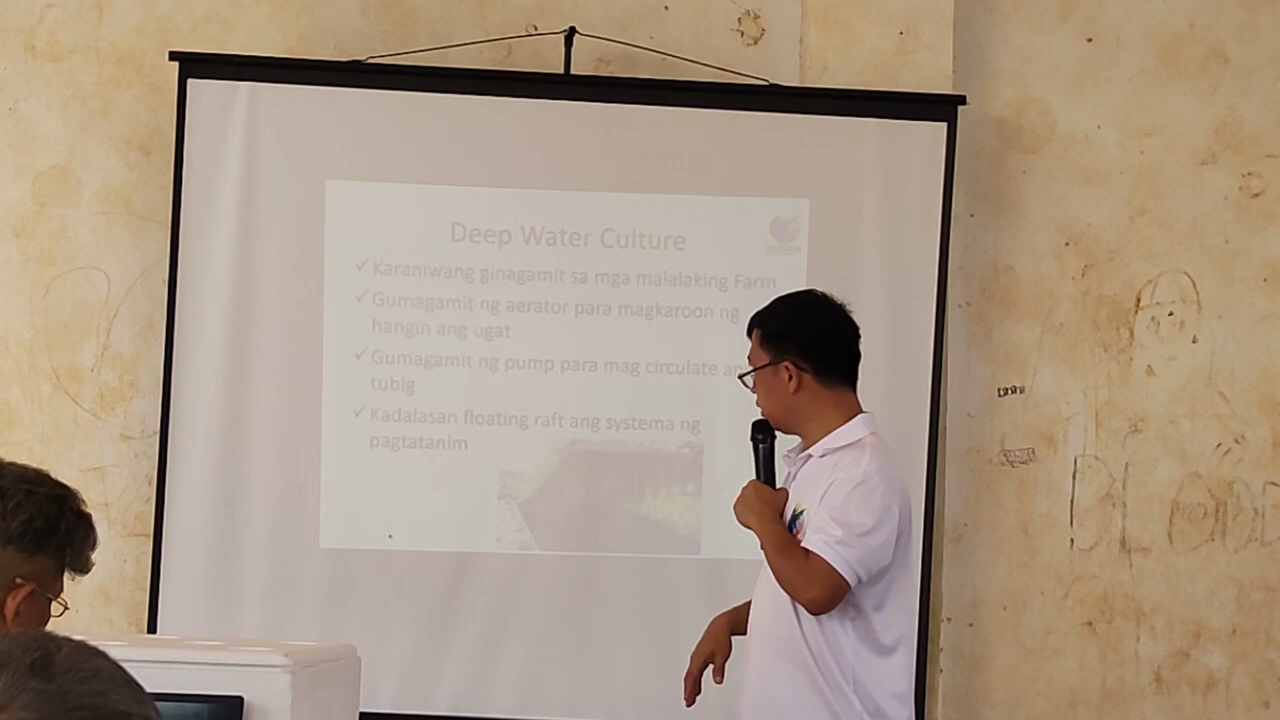 Deep Water Culture
✓ Karaniwang ginagamit sa mga malalaking Farm
✓ Gumagamit ng aerator para magkaroon ng
hangin ang ugat
✓ Gumagamit ng pump para mag circulate
tubig
✓ Kadalasan floating raft ang systema ng
pagtatanim